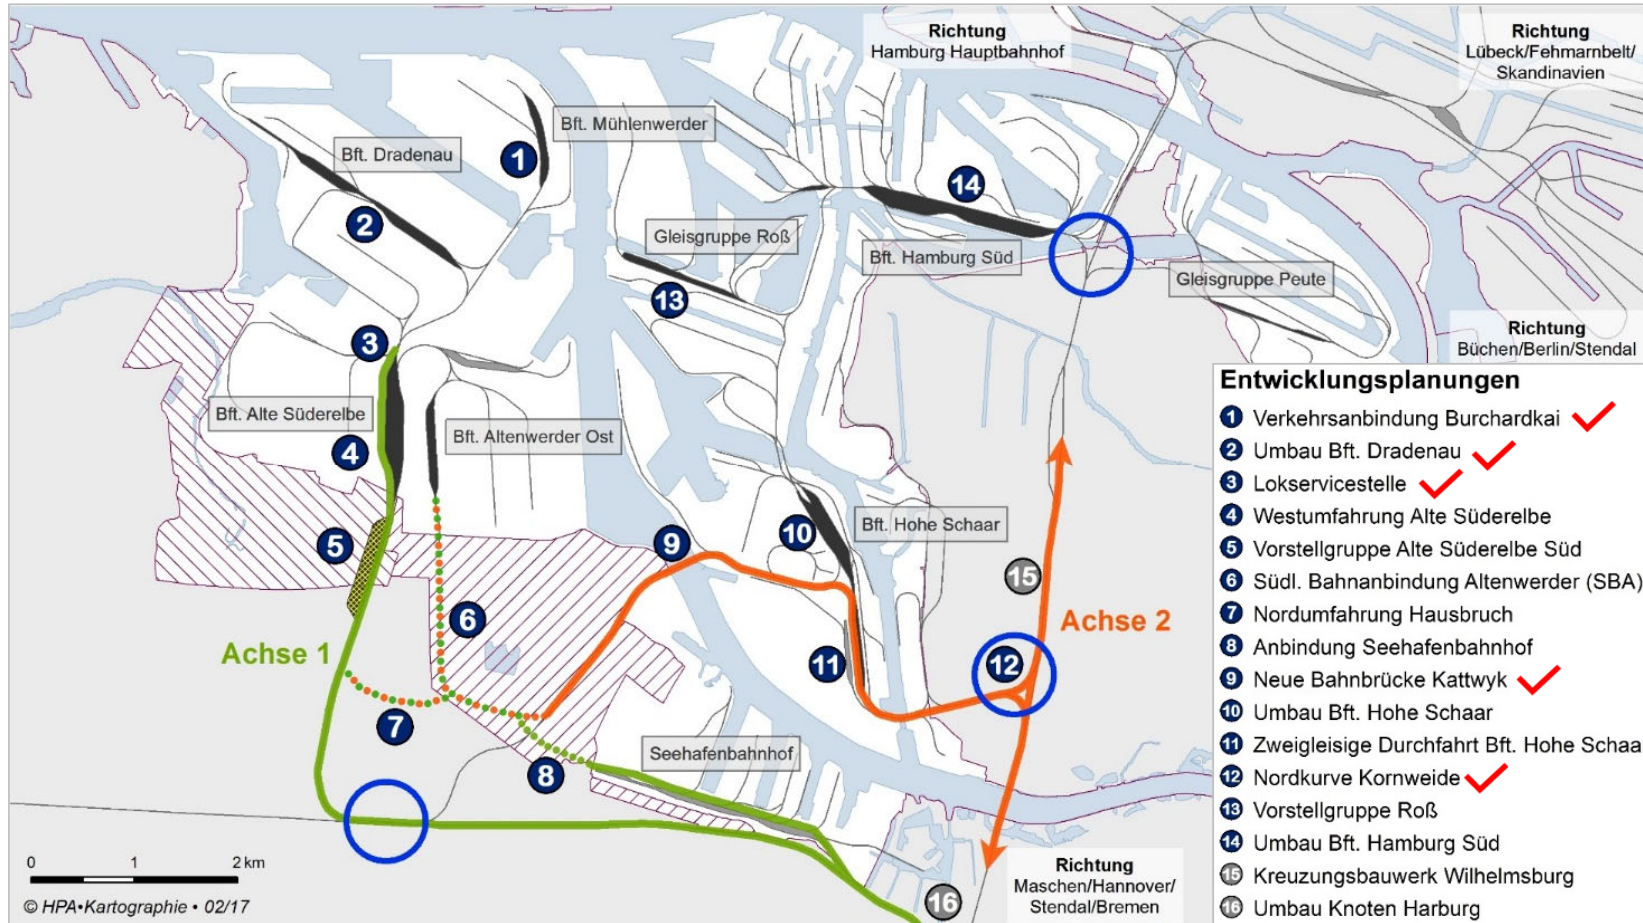 Richtung
Hamburg Hauptbahnhof
Richtung
Lübeck/Fehmarnbelt/
Skandinavien
Bft. Mühlenwerder
Bft. Dradenau
1
2
14
Gleisgruppe Roß
Bft. Hamburg Süd
Gleisgruppe Peute
13
Richtung
Büchen/Berlin/Stendal
3
Bft. Alte Süderelbe
Bft. Altenwerder Ost
4
5
6
9
10
Bft. Hohe Schaar
15
Achse 1
Achse 2
11
12
7
8
Seehafenbahnhof
0 1 2 km
© HPA•Kartographie • 02/17
Richtung
Maschen/Hannover/
Stendal/Bremen
16
Entwicklungsplanungen
1 Verkehrsanbindung Burchardkai
2 Umbau Bft. Dradenau
3 Lokservicestelle
4 Westumfahrung Alte Süderelbe
5 Vorstellgruppe Alte Süderelbe Süd
6 Südl. Bahnanbindung Altenwerder (SBA)
7 Nordumfahrung Hausbruch
8 Anbindung Seehafenbahnhof
9 Neue Bahnbrücke Kattwyk
10 Umbau Bft. Hohe Schaar
11 Zweigleisige Durchfahrt Bft. Hohe Schaa
12 Nordkurve Kornweide
13 Vorstellgruppe Roß
14 Umbau Bft. Hamburg Süd
15 Kreuzungsbauwerk Wilhelmsburg
16 Umbau Knoten Harburg